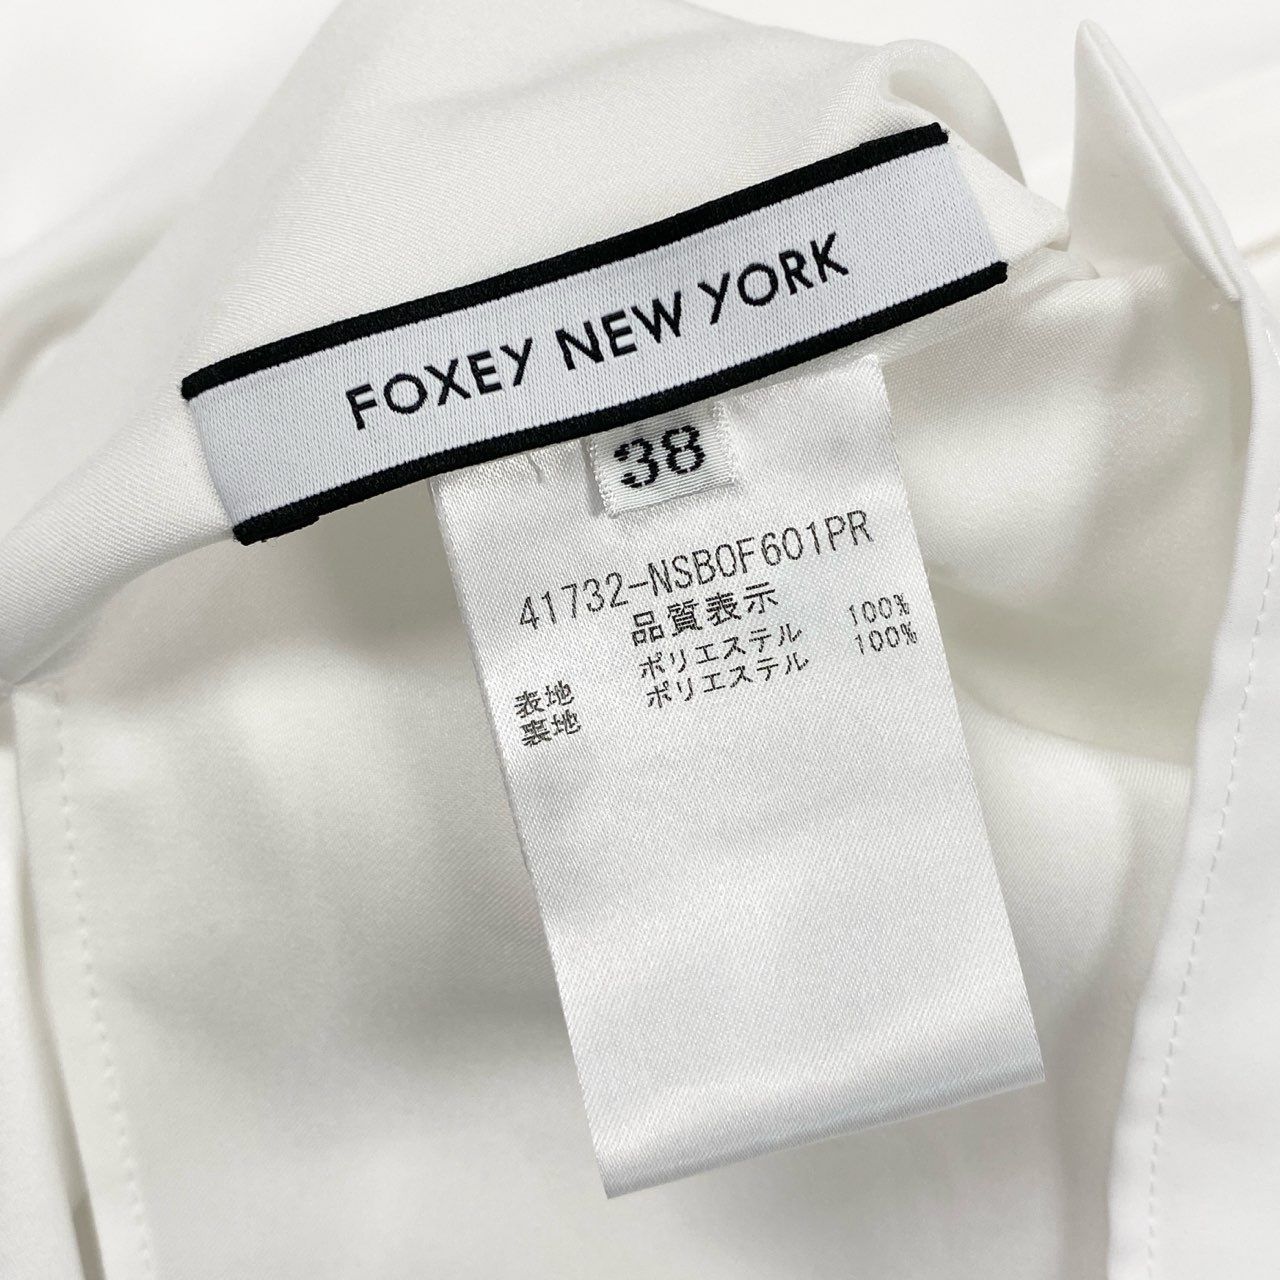 FOXEY NEW YORK
38
41732-NSBOF601PR
品質表示
表地 ポリエステル 100%
裏地 ポリエステル 100%